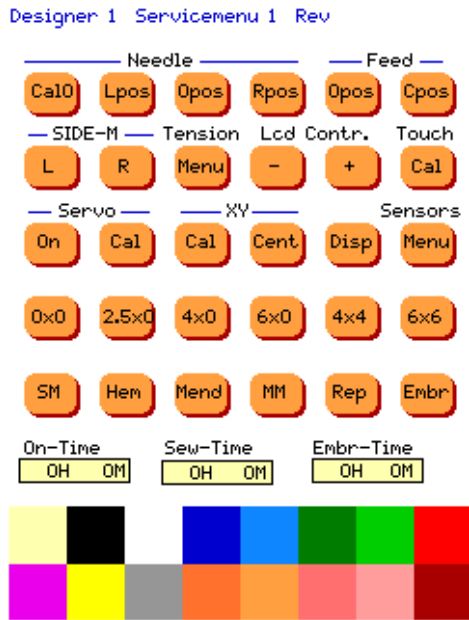 Designer 1 Servicemenu 1 Rev
Needle Feed
Cal0 Lpos Opos Rpos Opos Cpos
SIDE-M Tension Lcd Contr. Touch
L R Menu - + Cal
Servo XY Sensors
On Cal Cal Cent Disp Menu
0x0 2.5x0 4x0 6x0 4x4 6x6
SM Hem Mend MM Rep Embr
On-Time Sew-Time Embr-Time
0H 0M 0H 0M 0H 0M